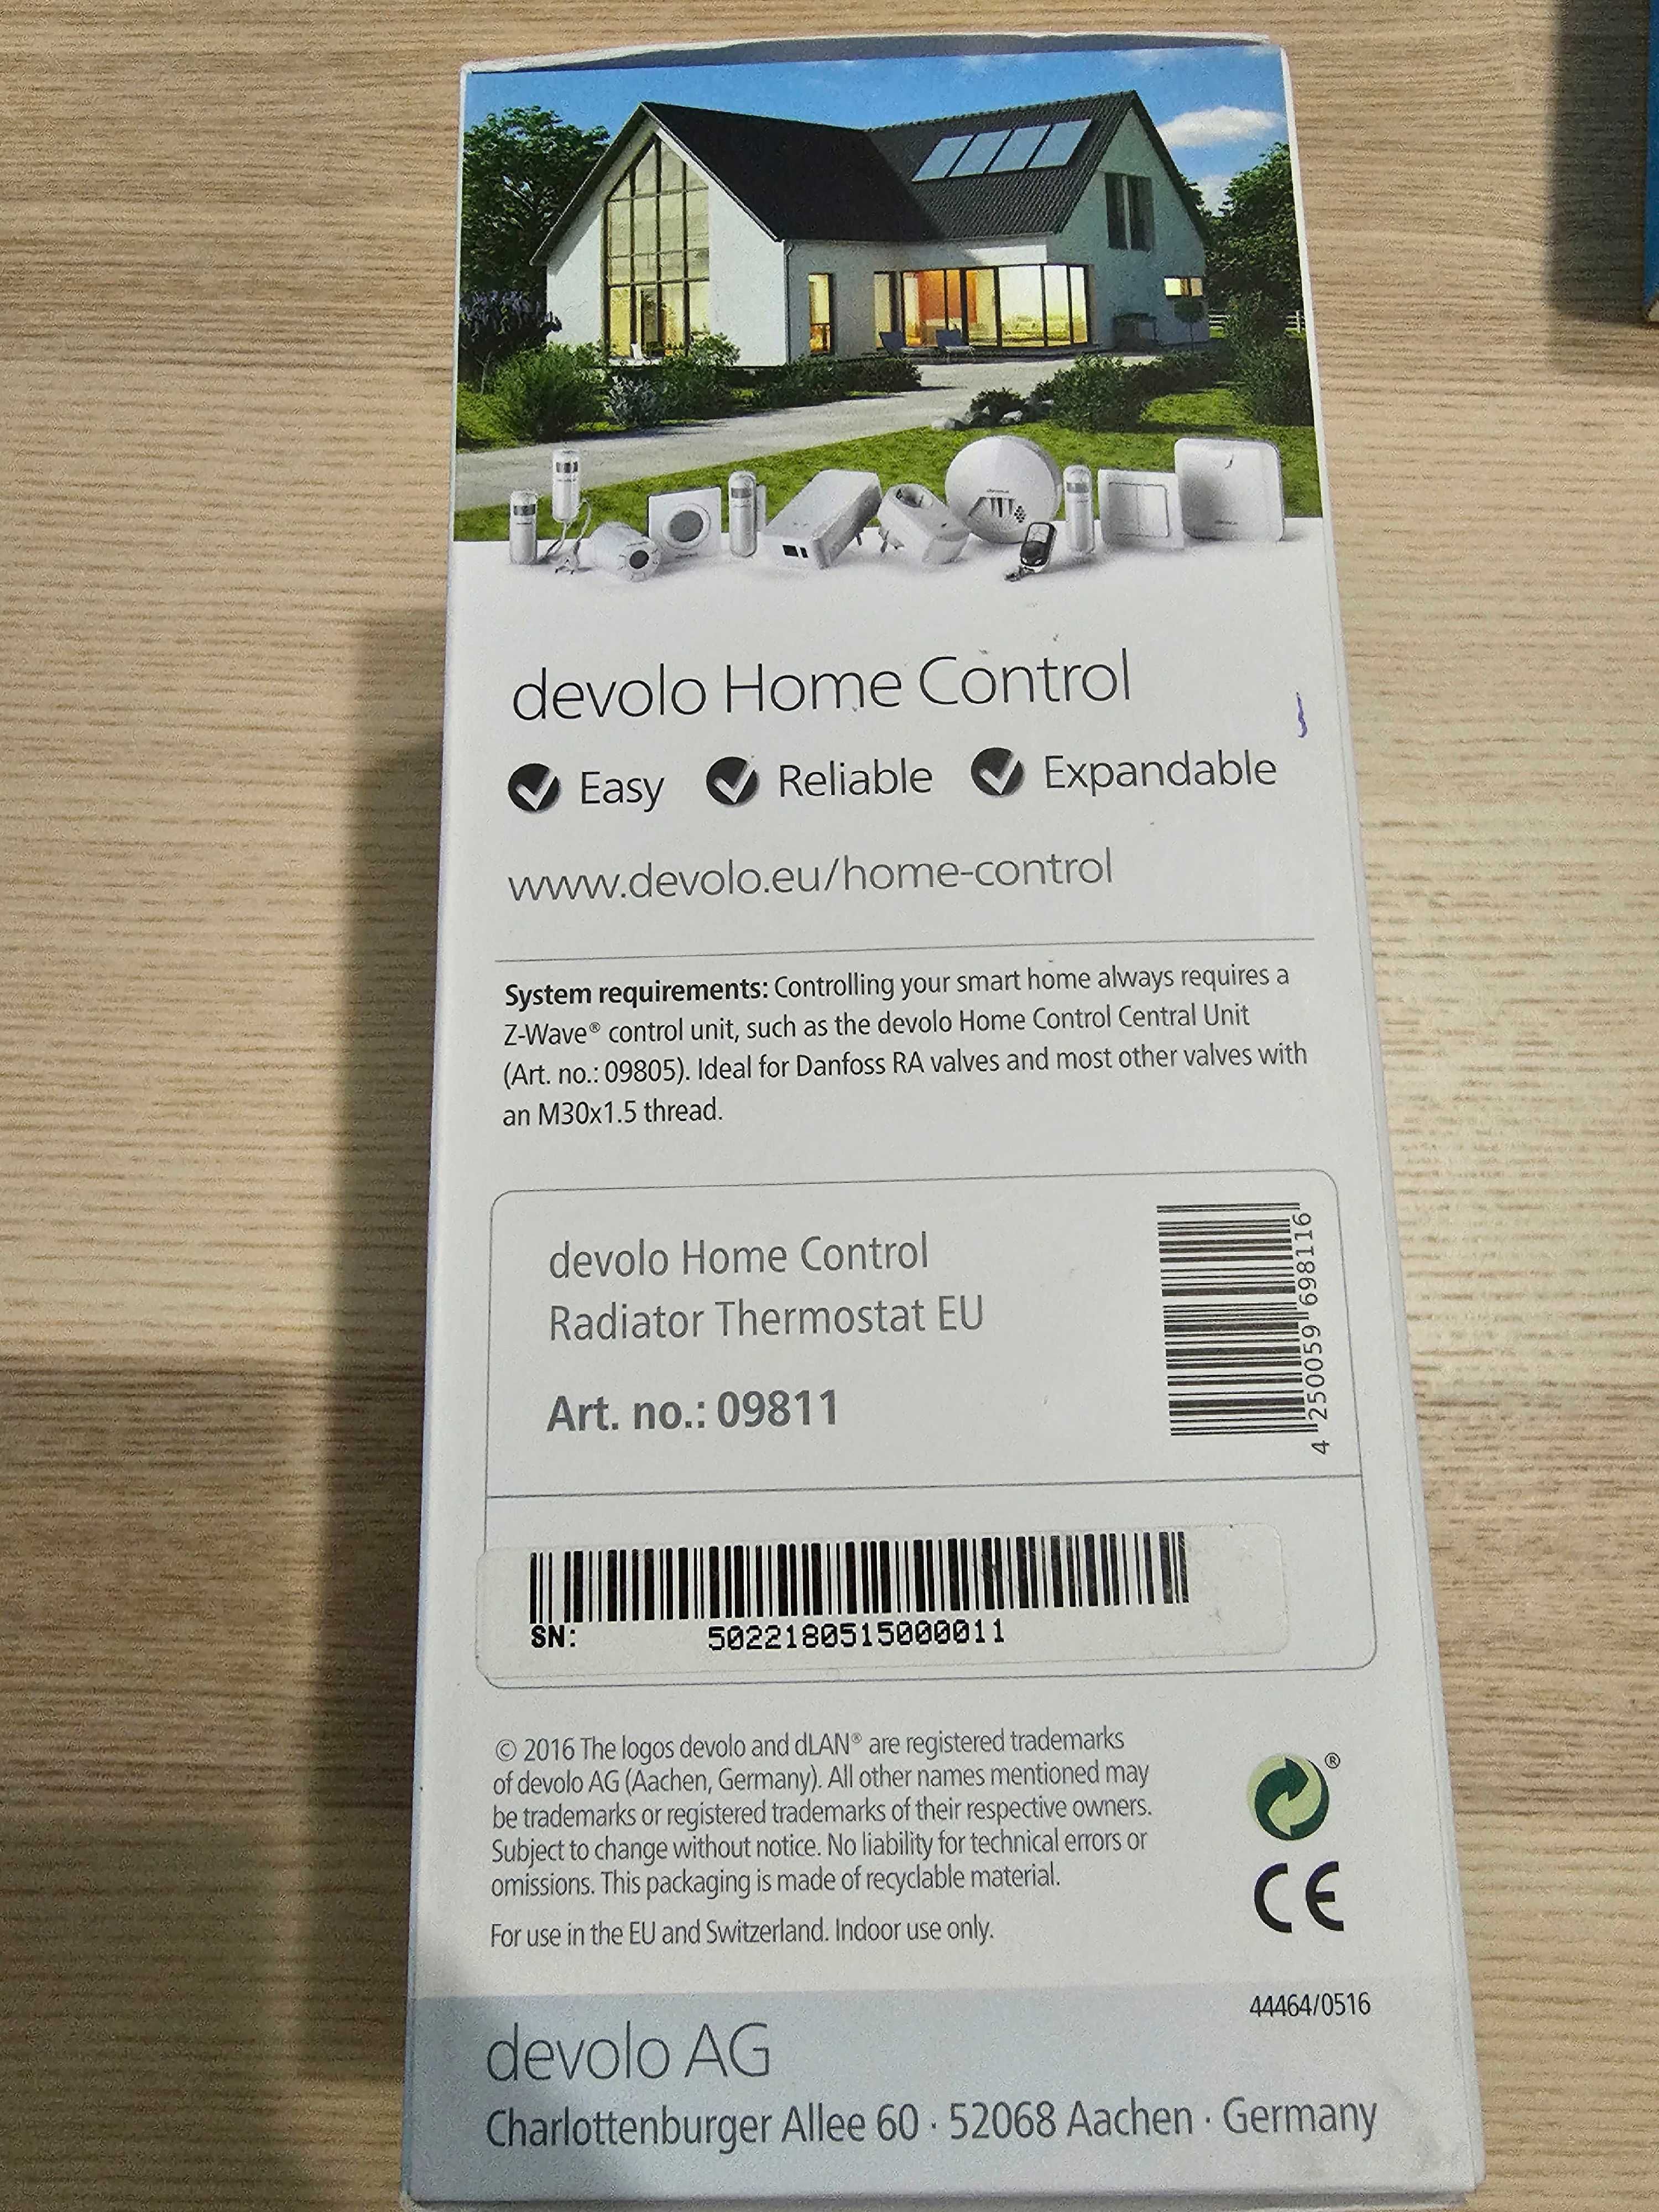 devolo Home Control
Easy Reliable Expandable
www.devolo.eu/home-control
System requirements: Controlling your smart home always requires a
Z-Wave® control unit, such as the devolo Home Control Central Unit
(Art. no.: 09805). Ideal for Danfoss RA valves and most other valves with
an M30x1.5 thread.
devolo Home Control
Radiator Thermostat EU
Art. no.: 09811
4 250059 698116
SN: 5022180515000011
© 2016 The logos devolo and dLAN® are registered trademarks
of devolo AG (Aachen, Germany). All other names mentioned may
be trademarks or registered trademarks of their respective owners.
Subject to change without notice. No liability for technical errors or
omissions. This packaging is made of recyclable material.
For use in the EU and Switzerland. Indoor use only.
®
CE
44464/0516
devolo AG
Charlottenburger Allee 60 · 52068 Aachen · Germany